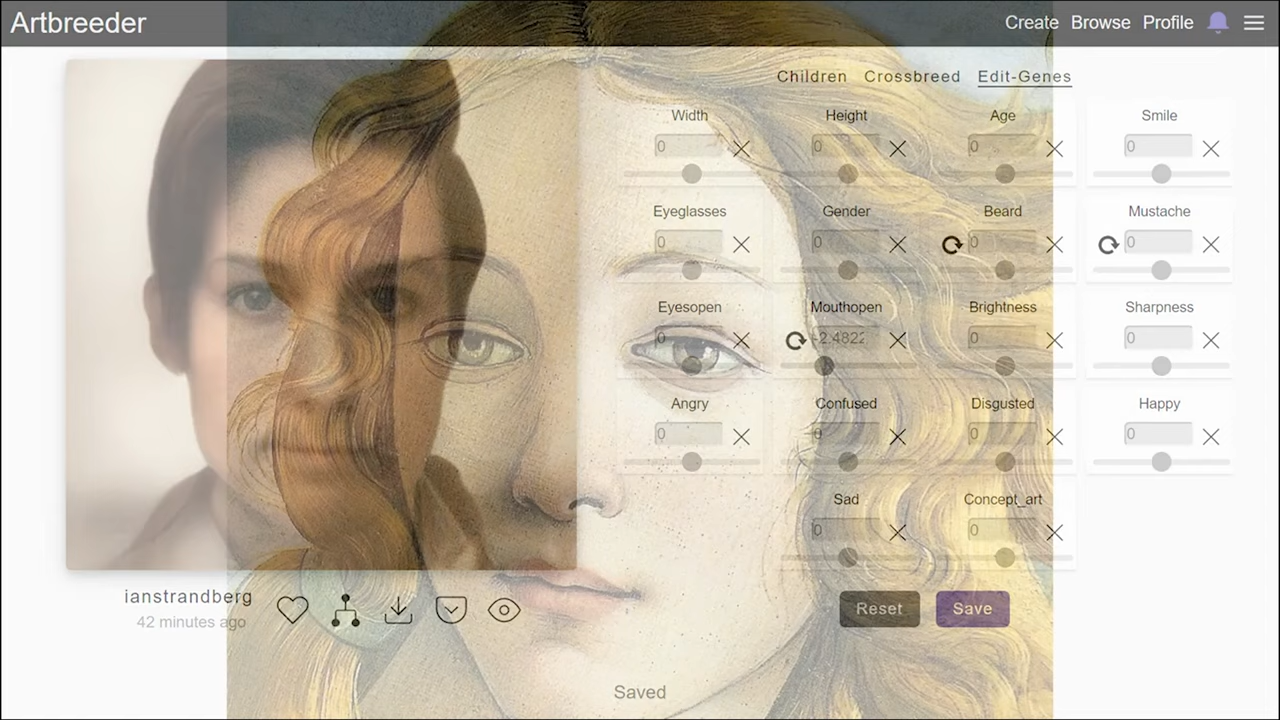 Artbreeder
Create Browse Profile
Children Crossbreed Edit-Genes
Width Height Age Smile
0 0 0 0
Eyeglasses Gender Beard Mustache
0 0 0 0
Eyesopen Mouthopen Brightness Sharpness
0 -2.4822 0 0
Angry Confused Disgusted Happy
0 0 0 0
Sad Concept_art
0 0
ianstrandberg
42 minutes ago
Reset Save
Saved